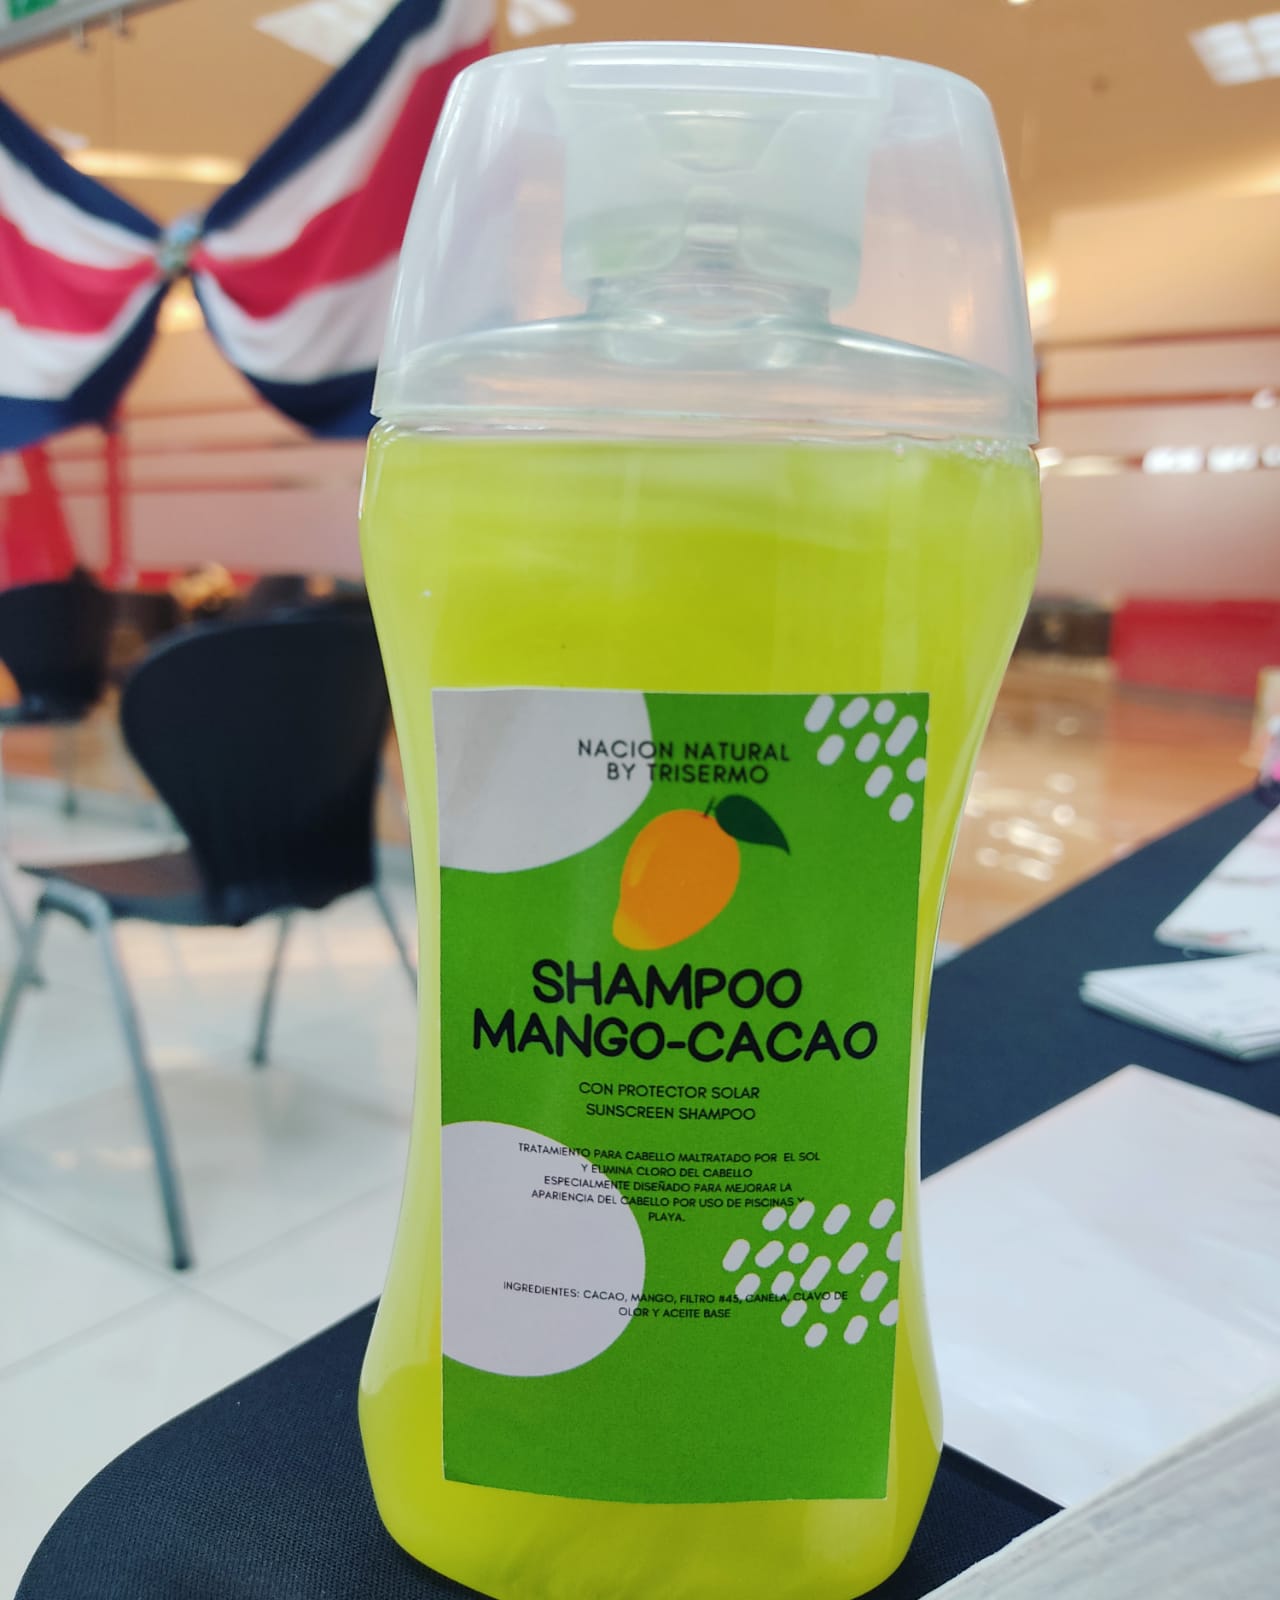 NACION NATURAL
BY TRISERMO
SHAMPOO
MANGO-CACAO
CON PROTECTOR SOLAR
SUNSCREEN SHAMPOO
TRATAMIENTO PARA CABELLO MALTRATADO POR EL SOL
Y ELIMINA CLORO DEL CABELLO
ESPECIALMENTE DISEÑADO PARA MEJORAR LA
APARIENCIA DEL CABELLO POR USO DE PISCINAS Y
PLAYA.
INGREDIENTES: CACAO, MANGO, FILTRO #45, CANELA, CLAVO DE
OLOR Y ACEITE BASE